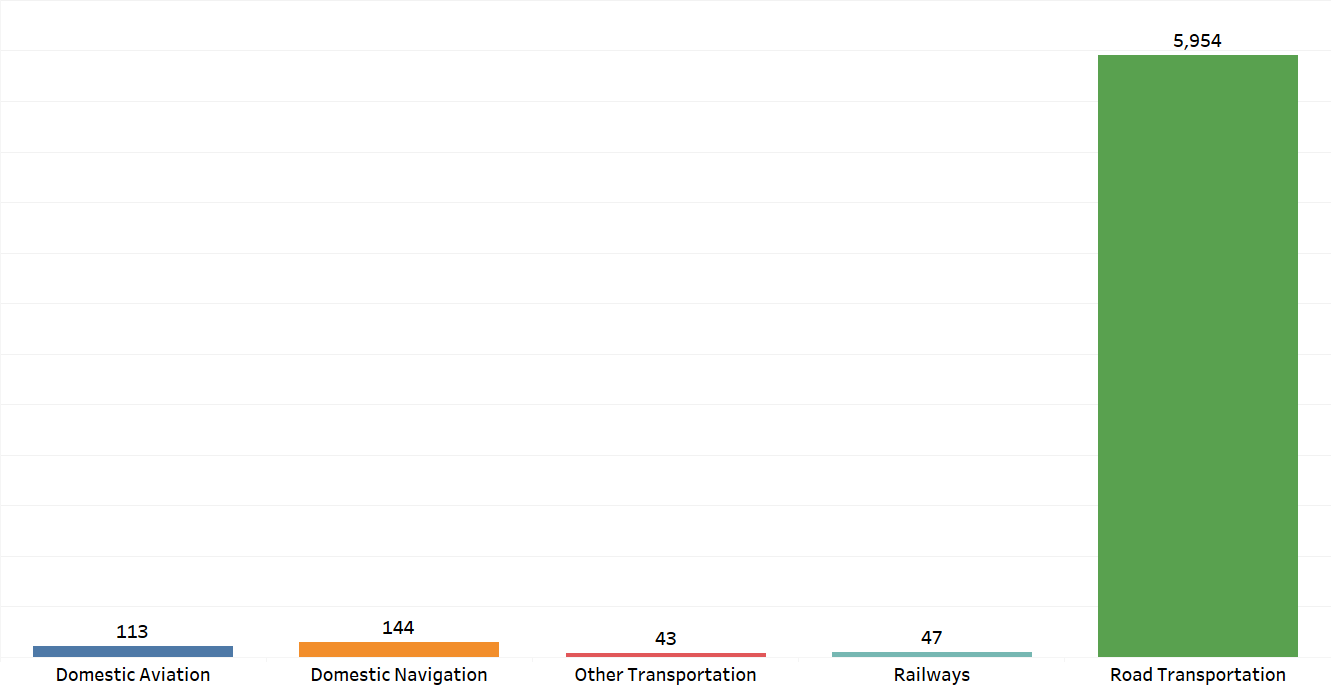 5,954
113
144
43
47
Domestic Aviation
Domestic Navigation
Other Transportation
Railways
Road Transportation